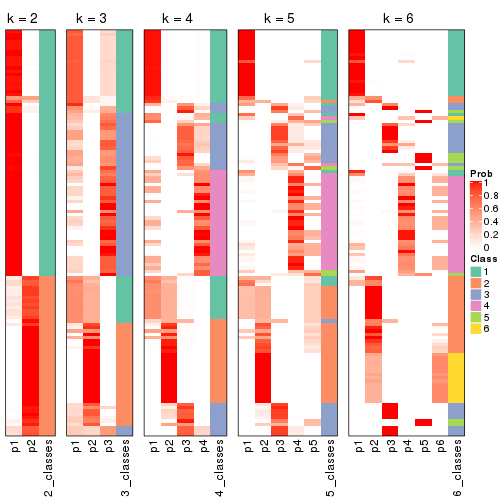 k = 2
k = 3
k = 4
k = 5
k = 6
p1
p2
2_classes
p1
p2
p3
3_classes
p1
p2
p3
p4
4_classes
p1
p2
p3
p4
p5
5_classes
p1
p2
p3
p4
p5
p6
6_classes
Prob
1
0.8
0.6
0.4
0.2
0
Class
1
2
3
4
5
6